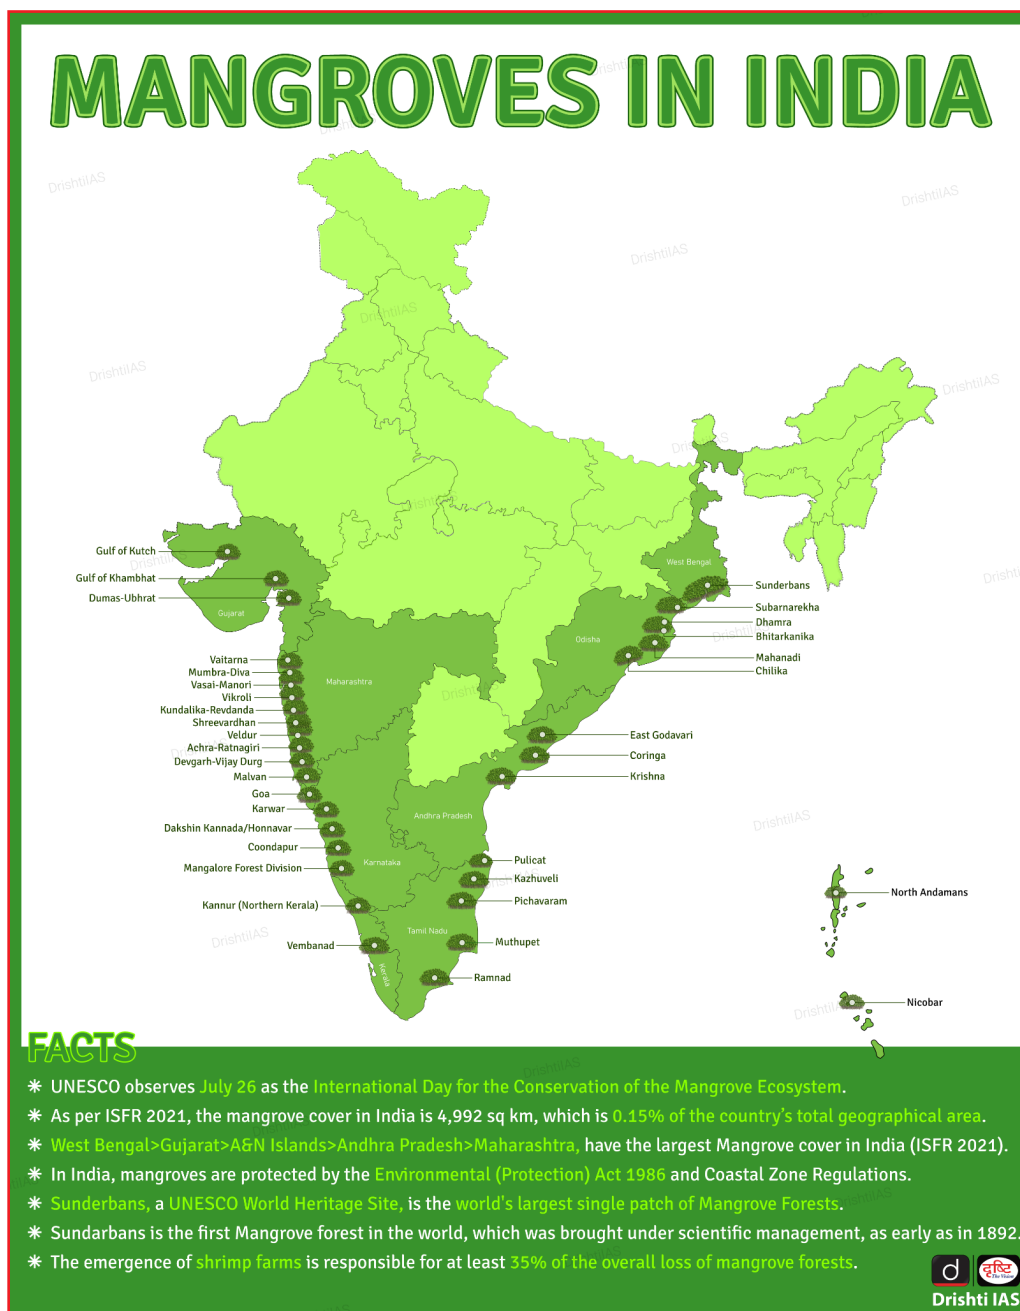 MANGROVES IN INDIA
Gulf of Kutch
Gulf of Khambhat
Dumas-Ubhrat
Gujarat
West Bengal
Sunderbans
Subarnarekha
Dhamra
Bhitarkanika
Mahanadi
Chilika
Odisha
Vaitarna
Mumbra-Diva
Vasai-Manori
Vikroli
Kundalika-Revdanda
Shreevardhan
Veldur
Achra-Ratnagiri
Devgarh-Vijay Durg
Malvan
Maharashtra
East Godavari
Coringa
Krishna
Goa
Karwar
Dakshin Kannada/Honnavar
Coondapur
Mangalore Forest Division
Andhra Pradesh
Karnataka
Pulicat
Kazhuveli
Pichavaram
Kannur (Northern Kerala)
Vembanad
Tamil Nadu
Kerala
Muthupet
Ramnad
North Andamans
Nicobar
FACTS
UNESCO observes July 26 as the International Day for the Conservation of the Mangrove Ecosystem.
As per ISFR 2021, the mangrove cover in India is 4,992 sq km, which is 0.15% of the country's total geographical area.
West Bengal>Gujarat>A&N Islands>Andhra Pradesh>Maharashtra, have the largest Mangrove cover in India (ISFR 2021).
In India, mangroves are protected by the Environmental (Protection) Act 1986 and Coastal Zone Regulations.
Sunderbans, a UNESCO World Heritage Site, is the world's largest single patch of Mangrove Forests.
Sundarbans is the first Mangrove forest in the world, which was brought under scientific management, as early as in 1892.
The emergence of shrimp farms is responsible for at least 35% of the overall loss of mangrove forests.
d
दृष्टि
The Vision
Drishti IAS
DrishtiIAS